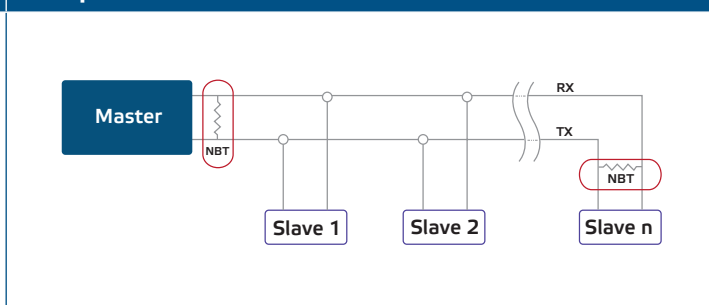 RX
Master
TX
NBT
NBT
Slave 1
Slave 2
Slave n